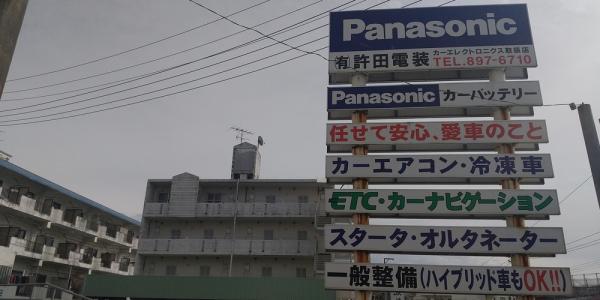 Panasonic
㈲許田電装
カーエレクトロニクス取扱店
TEL.897-6710
Panasonic カーバッテリー
任せて安心、愛車のこと
カーエアコン・冷凍車
ETC・カーナビゲーション
スタータ・オルタネーター
一般整備(ハイブリッド車もOK!!)